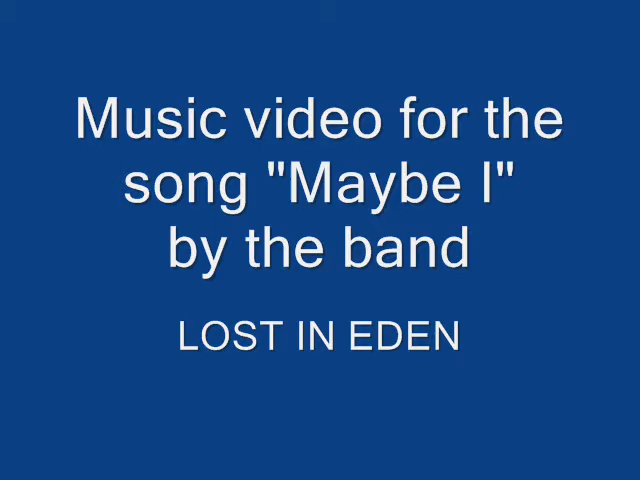 Music video for the
song "Maybe I"
by the band
LOST IN EDEN